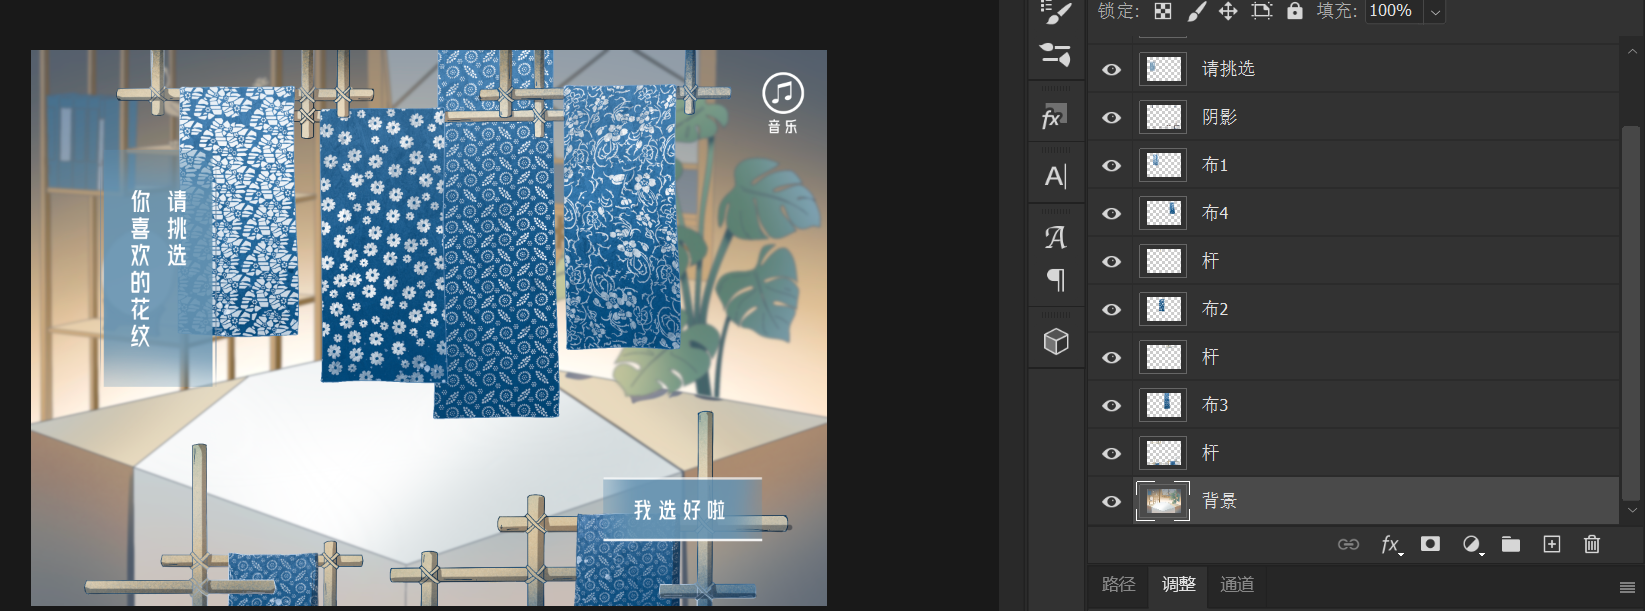 锁定:
填充: 100%
音乐
请挑选
你喜欢的花纹
我选好啦
fx
A
A
请挑选
阴影
布1
布4
杆
布2
杆
布3
杆
背景
fx
路径 调整 通道